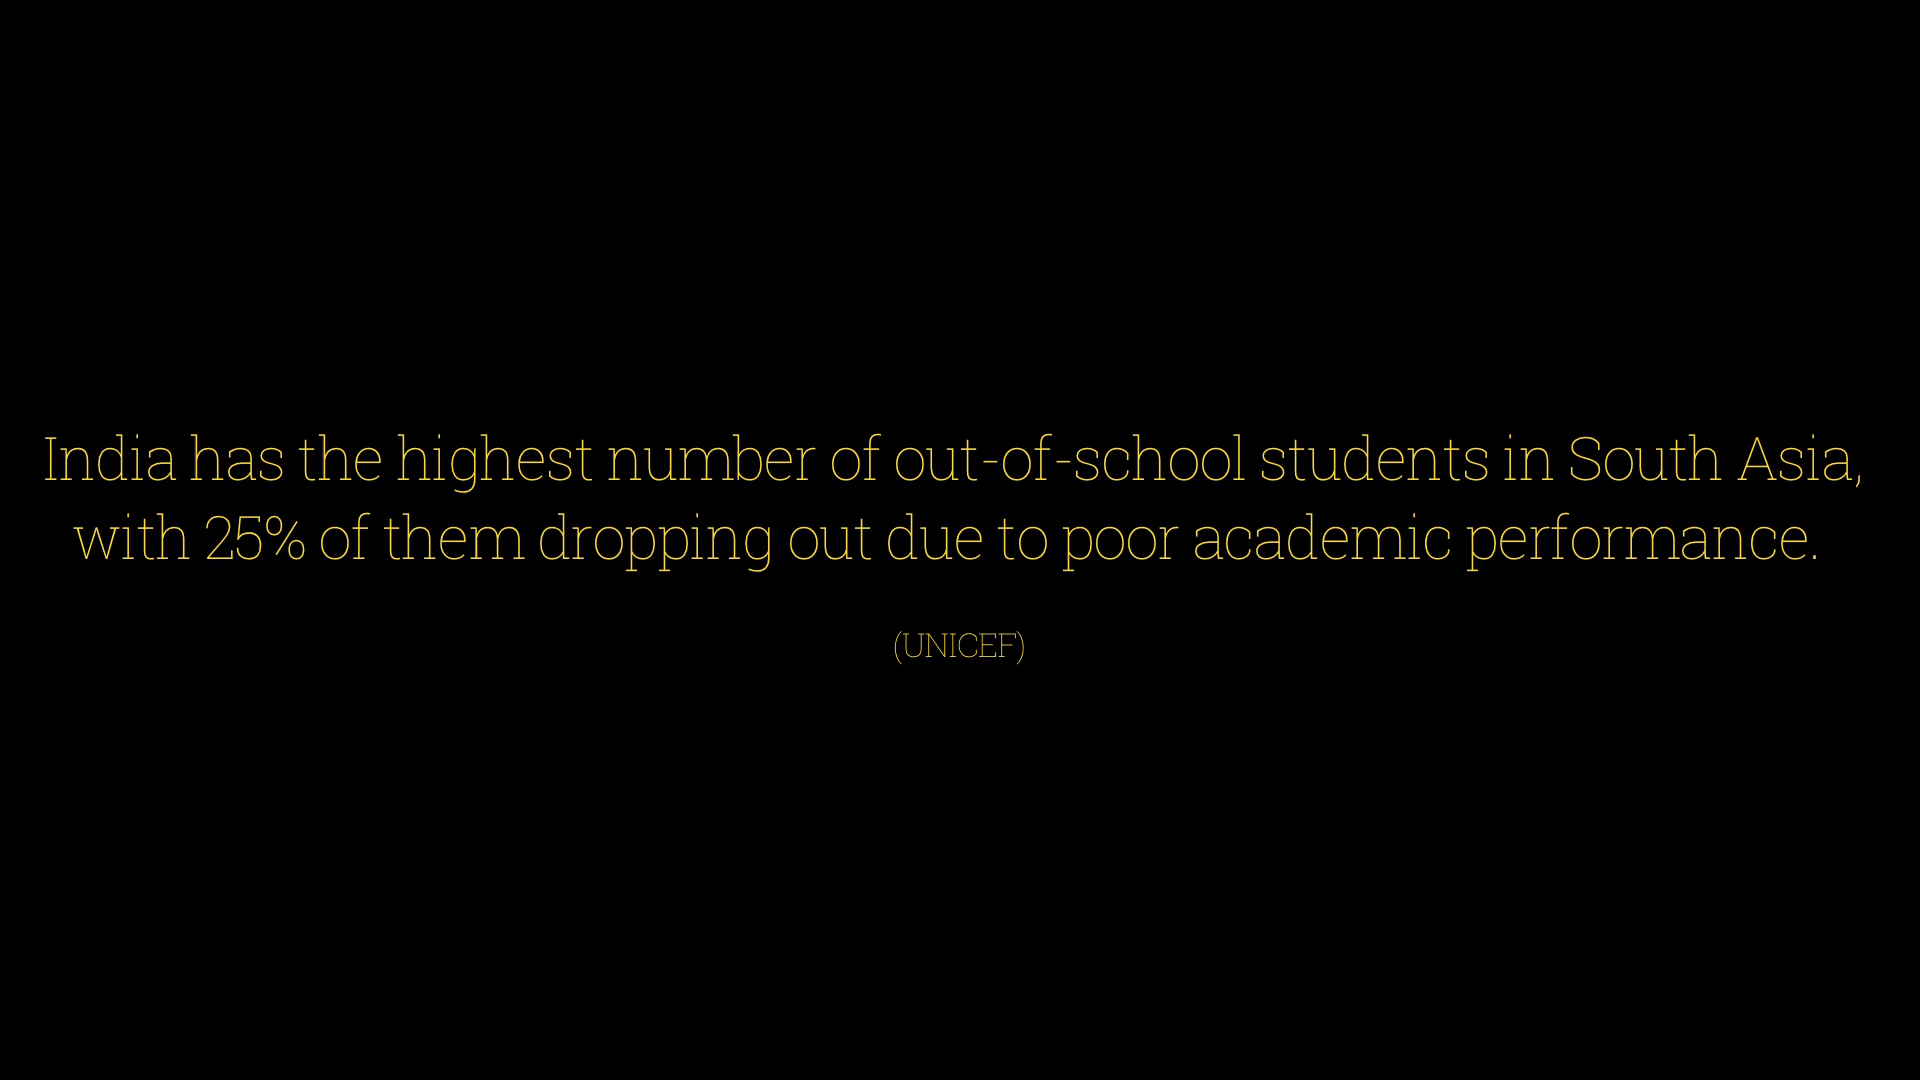 India has the highest number of out-of-school students in South Asia,
with 25% of them dropping out due to poor academic performance.
(UNICEF)